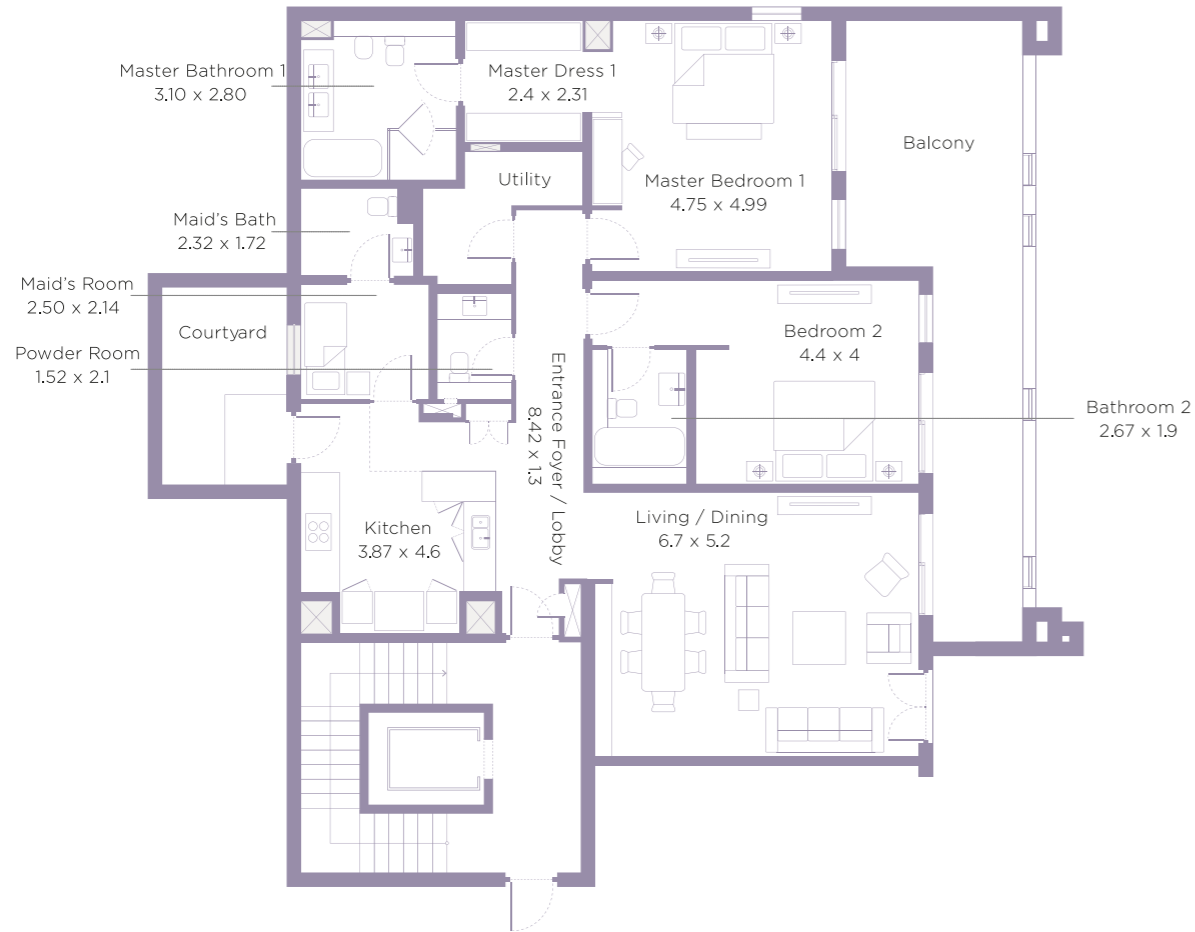 Master Bathroom 1
3.10 x 2.80
Master Dress 1
2.4 x 2.31
Balcony
Utility
Master Bedroom 1
4.75 x 4.99
Maid's Bath
2.32 x 1.72
Maid's Room
2.50 x 2.14
Courtyard
Powder Room
1.52 x 2.1
Bedroom 2
4.4 x 4
Entrance Foyer / Lobby
8.42 x 1.3
Bathroom 2
2.67 x 1.9
Kitchen
3.87 x 4.6
Living / Dining
6.7 x 5.2